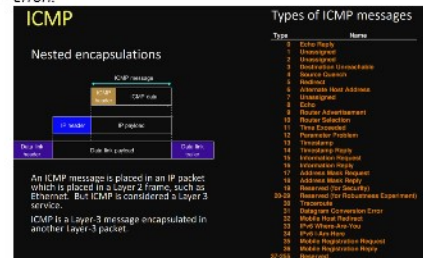 error.
ICMP
Nested encapsulations
ICMP message
ICMP header
ICMP data
IP header
IP payload
Data link header
Data link payload
Data link
An ICMP message is placed in an IP packet
which is placed in a Layer 2 frame, such as
Ethernet. But ICMP is considered a Layer 3
service.
ICMP is a Layer-3 message encapsulated in
another Layer-3 packet.
Types of ICMP messages
Type Name
0 Echo Reply
1 Unassigned
2 Unassigned
3 Destination Unreachable
4 Source Quench
5 Redirect
6 Alternate Host Address
7 Unassigned
8 Echo
9 Router Advertisement
10 Router Selection
11 Time Exceeded
12 Parameter Problem
13 Timestamp
14 Timestamp Reply
15 Information Request
16 Information Reply
17 Address Mask Request
18 Address Mask Reply
19 Reserved (for Security)
20-29 Reserved (for Robustness Experiment)
30 Traceroute
31 Datagram Conversion Error
32 Mobile Host Redirect
33 IPv6 Where-Are-You
34 IPv6 I-Am-Here
35 Mobile Registration Request
36 Mobile Registration Reply
37-255 Reserved